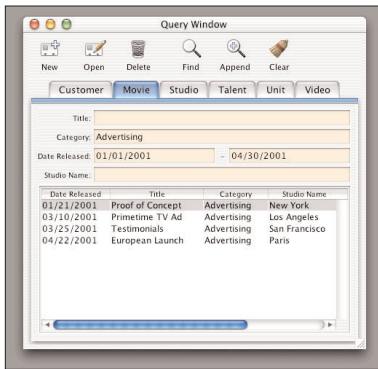 Query Window
New Open Delete Find Append Clear
Customer Movie Studio Talent Unit Video
Title:
Category: Advertising
Date Released: 01/01/2001 - 04/30/2001
Studio Name:
Date Released Title Category Studio Name
01/21/2001 Proof of Concept Advertising New York
03/10/2001 Primetime TV Ad Advertising Los Angeles
03/25/2001 Testimonials Advertising San Francisco
04/22/2001 European Launch Advertising Paris